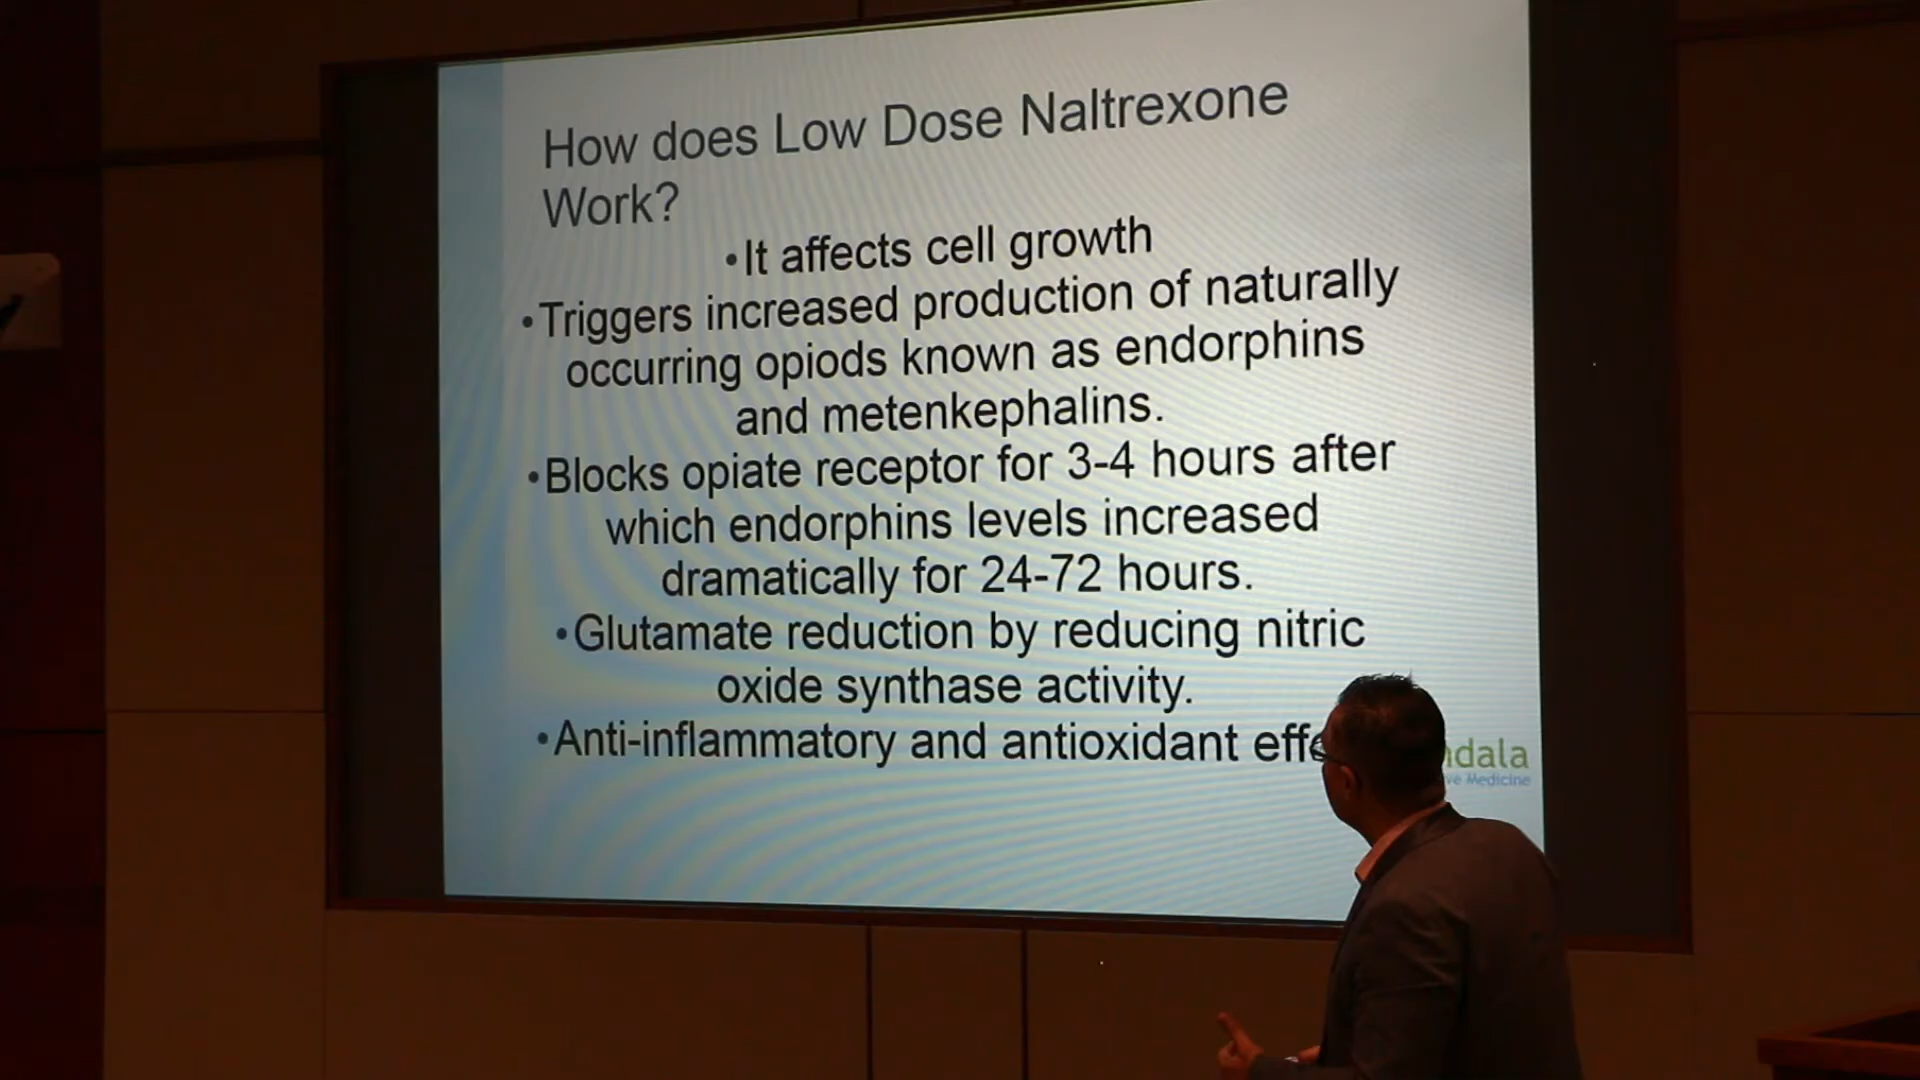 How does Low Dose Naltrexone
Work?
•It affects cell growth
•Triggers increased production of naturally
occurring opiods known as endorphins
and metenkephalins.
•Blocks opiate receptor for 3-4 hours after
which endorphins levels increased
dramatically for 24-72 hours.
•Glutamate reduction by reducing nitric
oxide synthase activity.
•Anti-inflammatory and antioxidant
Medicine